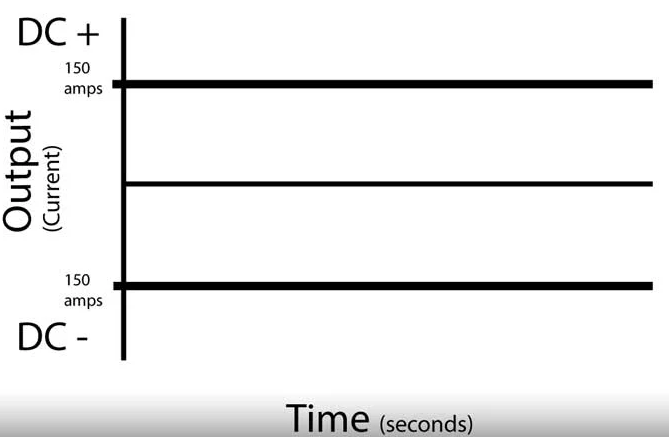 DC +
150
amps
Output
(Current)
150
amps
DC -
Time (seconds)